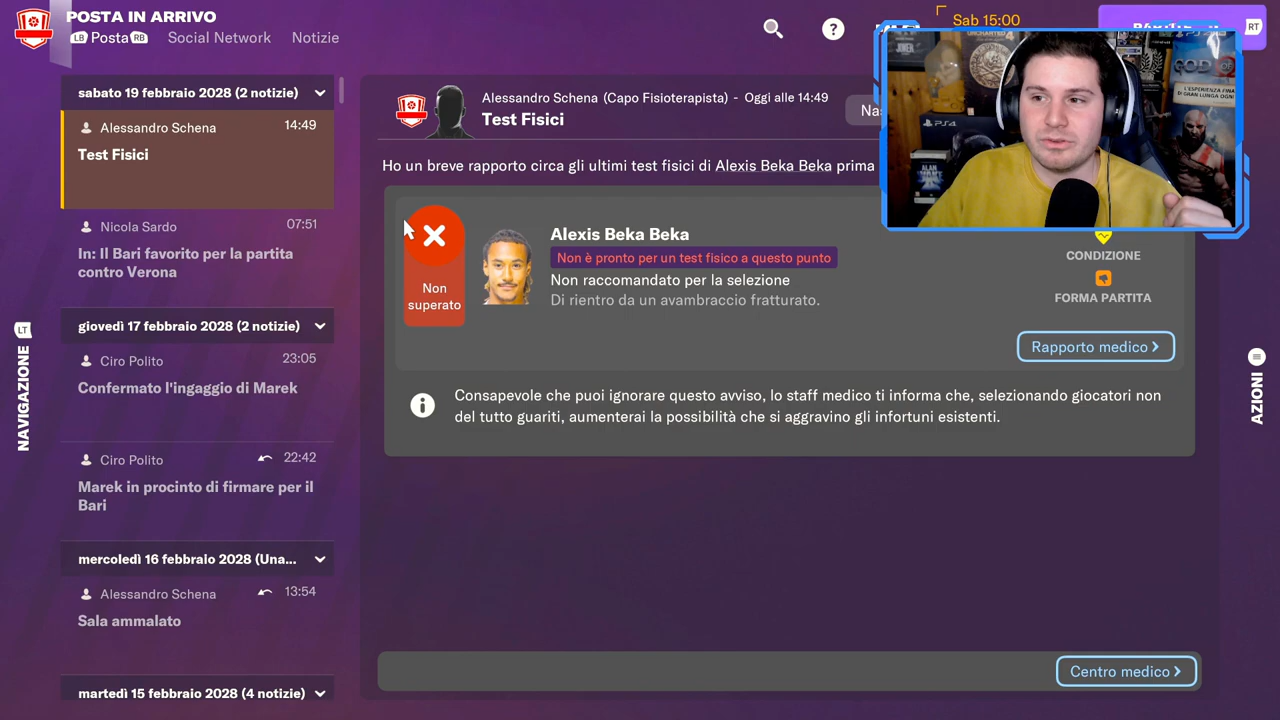 POSTA IN ARRIVO
LB Posta RB
Social Network
Notizie
Sab 15:00
RT
sabato 19 febbraio 2028 (2 notizie)
Alessandro Schena
14:49
Test Fisici
Nicola Sardo
07:51
In: Il Bari favorito per la partita
contro Verona
giovedì 17 febbraio 2028 (2 notizie)
Ciro Polito
23:05
Confermato l'ingaggio di Marek
Ciro Polito
22:42
Marek in procinto di firmare per il
Bari
mercoledì 16 febbraio 2028 (Una...
Alessandro Schena
13:54
Sala ammalato
martedì 15 febbraio 2028 (4 notizie)
LT
NAVIGAZIONE
Alessandro Schena (Capo Fisioterapista) - Oggi alle 14:49
Test Fisici
Ho un breve rapporto circa gli ultimi test fisici di Alexis Beka Beka prima
Non
superato
Alexis Beka Beka
Non è pronto per un test fisico a questo punto
Non raccomandato per la selezione
Di rientro da un avambraccio fratturato.
CONDIZIONE
FORMA PARTITA
Rapporto medico
Consapevole che puoi ignorare questo avviso, lo staff medico ti informa che, selezionando giocatori non
del tutto guariti, aumenterai la possibilità che si aggravino gli infortuni esistenti.
Centro medico
AZIONI
PS4
ALAN
WAKE
GOD
OF
L'ESPERIENZA FINA